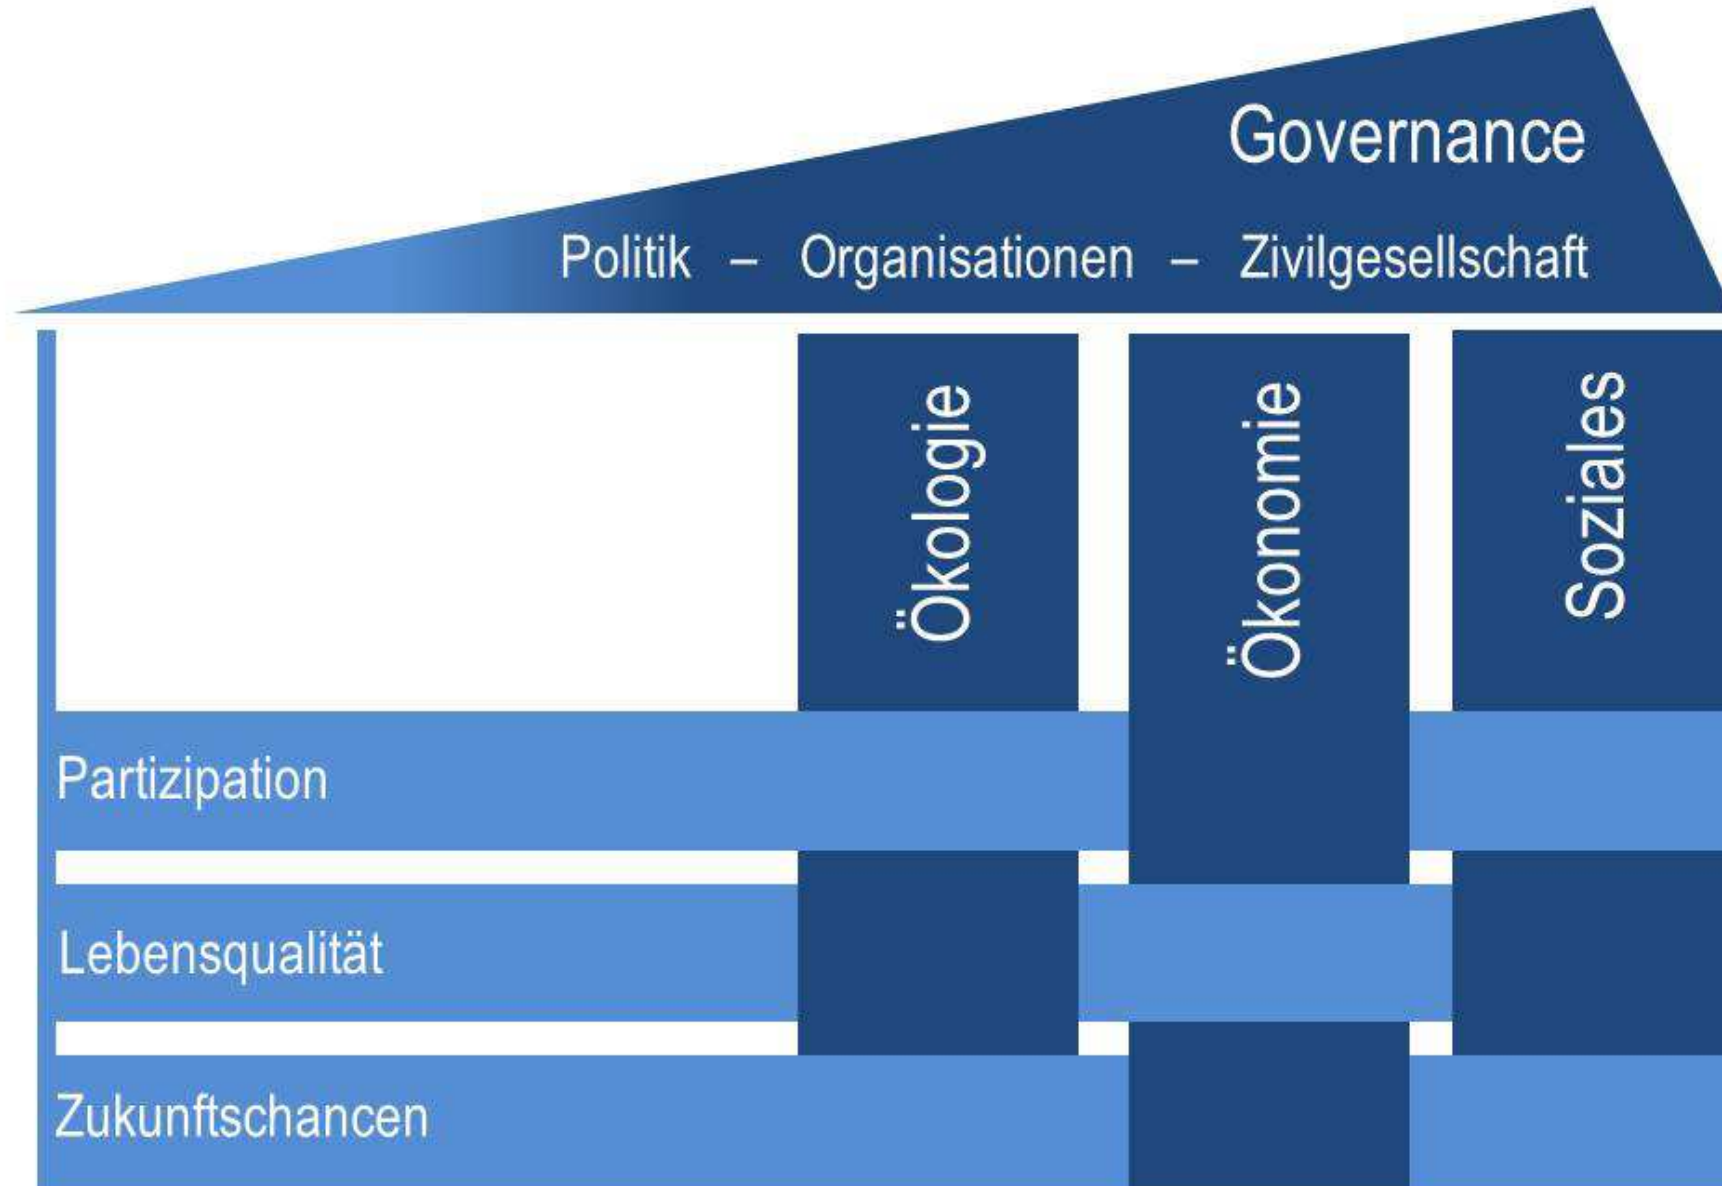 Governance
Politik – Organisationen – Zivilgesellschaft
Ökologie
Ökonomie
Soziales
Partizipation
Lebensqualität
Zukunftschancen